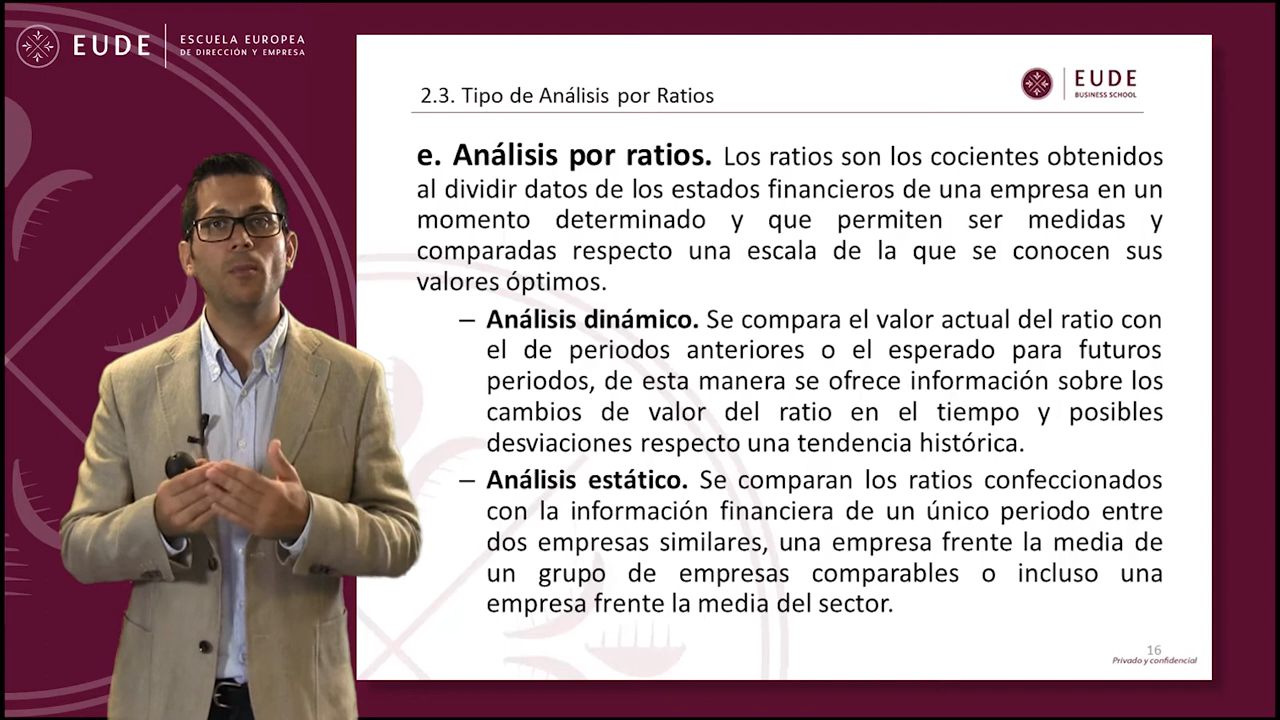 EUDE
ESCUELA EUROPEA
DE DIRECCIÓN Y EMPRESA
2.3. Tipo de Análisis por Ratios
EUDE
BUSINESS SCHOOL
e. Análisis por ratios. Los ratios son los cocientes obtenidos
al dividir datos de los estados financieros de una empresa en un
momento determinado y que permiten ser medidas y
comparadas respecto una escala de la que se conocen sus
valores óptimos.
– Análisis dinámico. Se compara el valor actual del ratio con
el de periodos anteriores o el esperado para futuros
periodos, de esta manera se ofrece información sobre los
cambios de valor del ratio en el tiempo y posibles
desviaciones respecto una tendencia histórica.
– Análisis estático. Se comparan los ratios confeccionados
con la información financiera de un único periodo entre
dos empresas similares, una empresa frente la media de
un grupo de empresas comparables o incluso una
empresa frente la media del sector.
16
Privado y confidencial